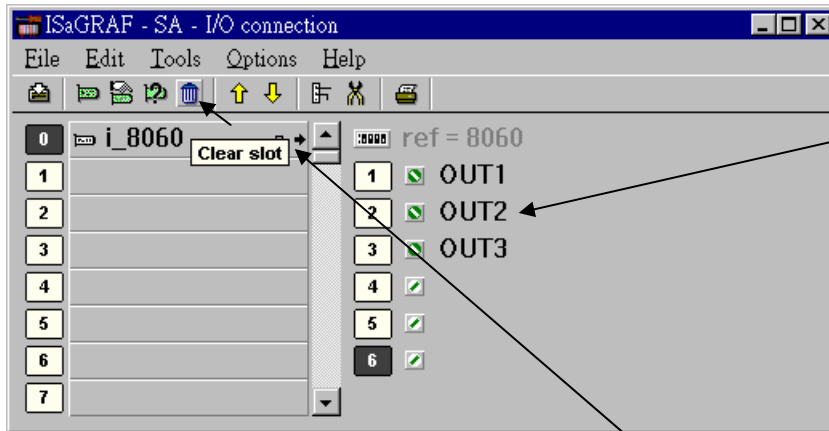 ISaGRAF - SA - I/O connection
File Edit Tools Options Help
0 i_8060
Clear slot
1
2
3
4
5
6
7
ref = 8060
1 OUT1
2 OUT2
3 OUT3
4
5
6